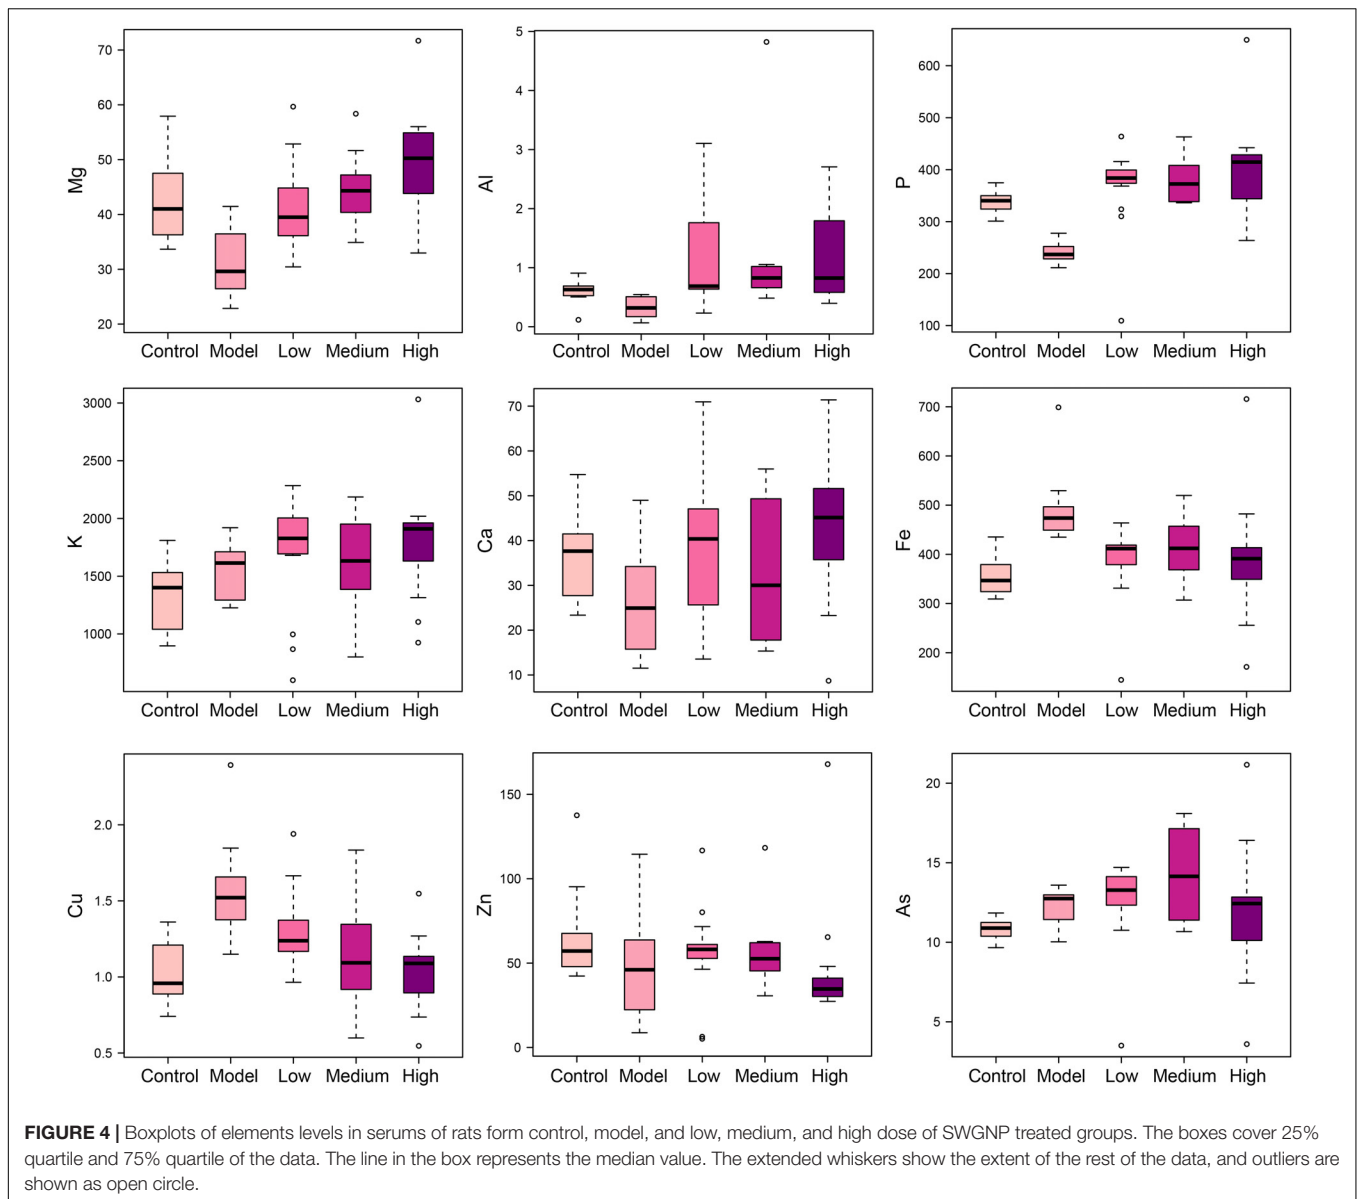 Mg
70
60
50
40
30
20
Control Model Low Medium High
Al
5
4
3
2
1
0
Control Model Low Medium High
P
600
500
400
300
200
100
Control Model Low Medium High
K
3000
2500
2000
1500
1000
Control Model Low Medium High
Ca
70
60
50
40
30
20
10
Control Model Low Medium High
Fe
700
600
500
400
300
200
Control Model Low Medium High
Cu
2.0
1.5
1.0
0.5
Control Model Low Medium High
Zn
150
100
50
0
Control Model Low Medium High
As
20
15
10
5
Control Model Low Medium High
FIGURE 4 | Boxplots of elements levels in serums of rats form control, model, and low, medium, and high dose of SWGNP treated groups. The boxes cover 25%
quartile and 75% quartile of the data. The line in the box represents the median value. The extended whiskers show the extent of the rest of the data, and outliers are
shown as open circle.